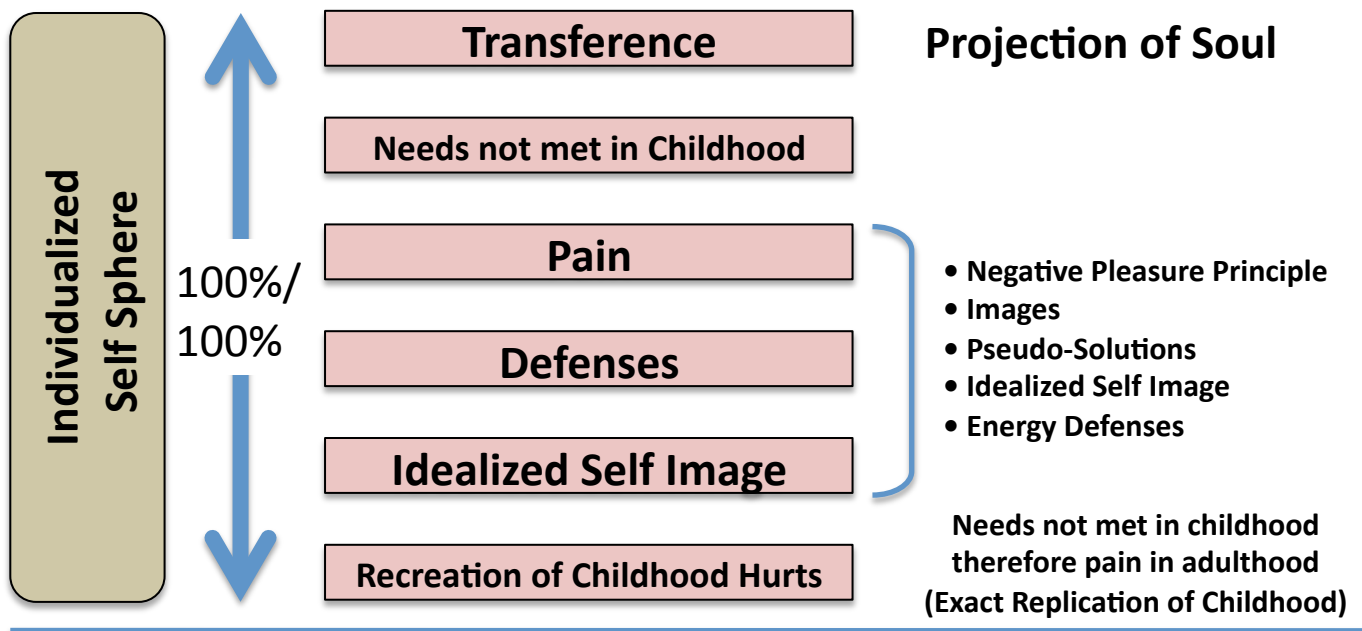 Individualized
Self Sphere
100%/
100%
Transference
Projection of Soul
Needs not met in Childhood
Pain
Defenses
Idealized Self Image
• Negative Pleasure Principle
• Images
• Pseudo-Solutions
• Idealized Self Image
• Energy Defenses
Recreation of Childhood Hurts
Needs not met in childhood
therefore pain in adulthood
(Exact Replication of Childhood)